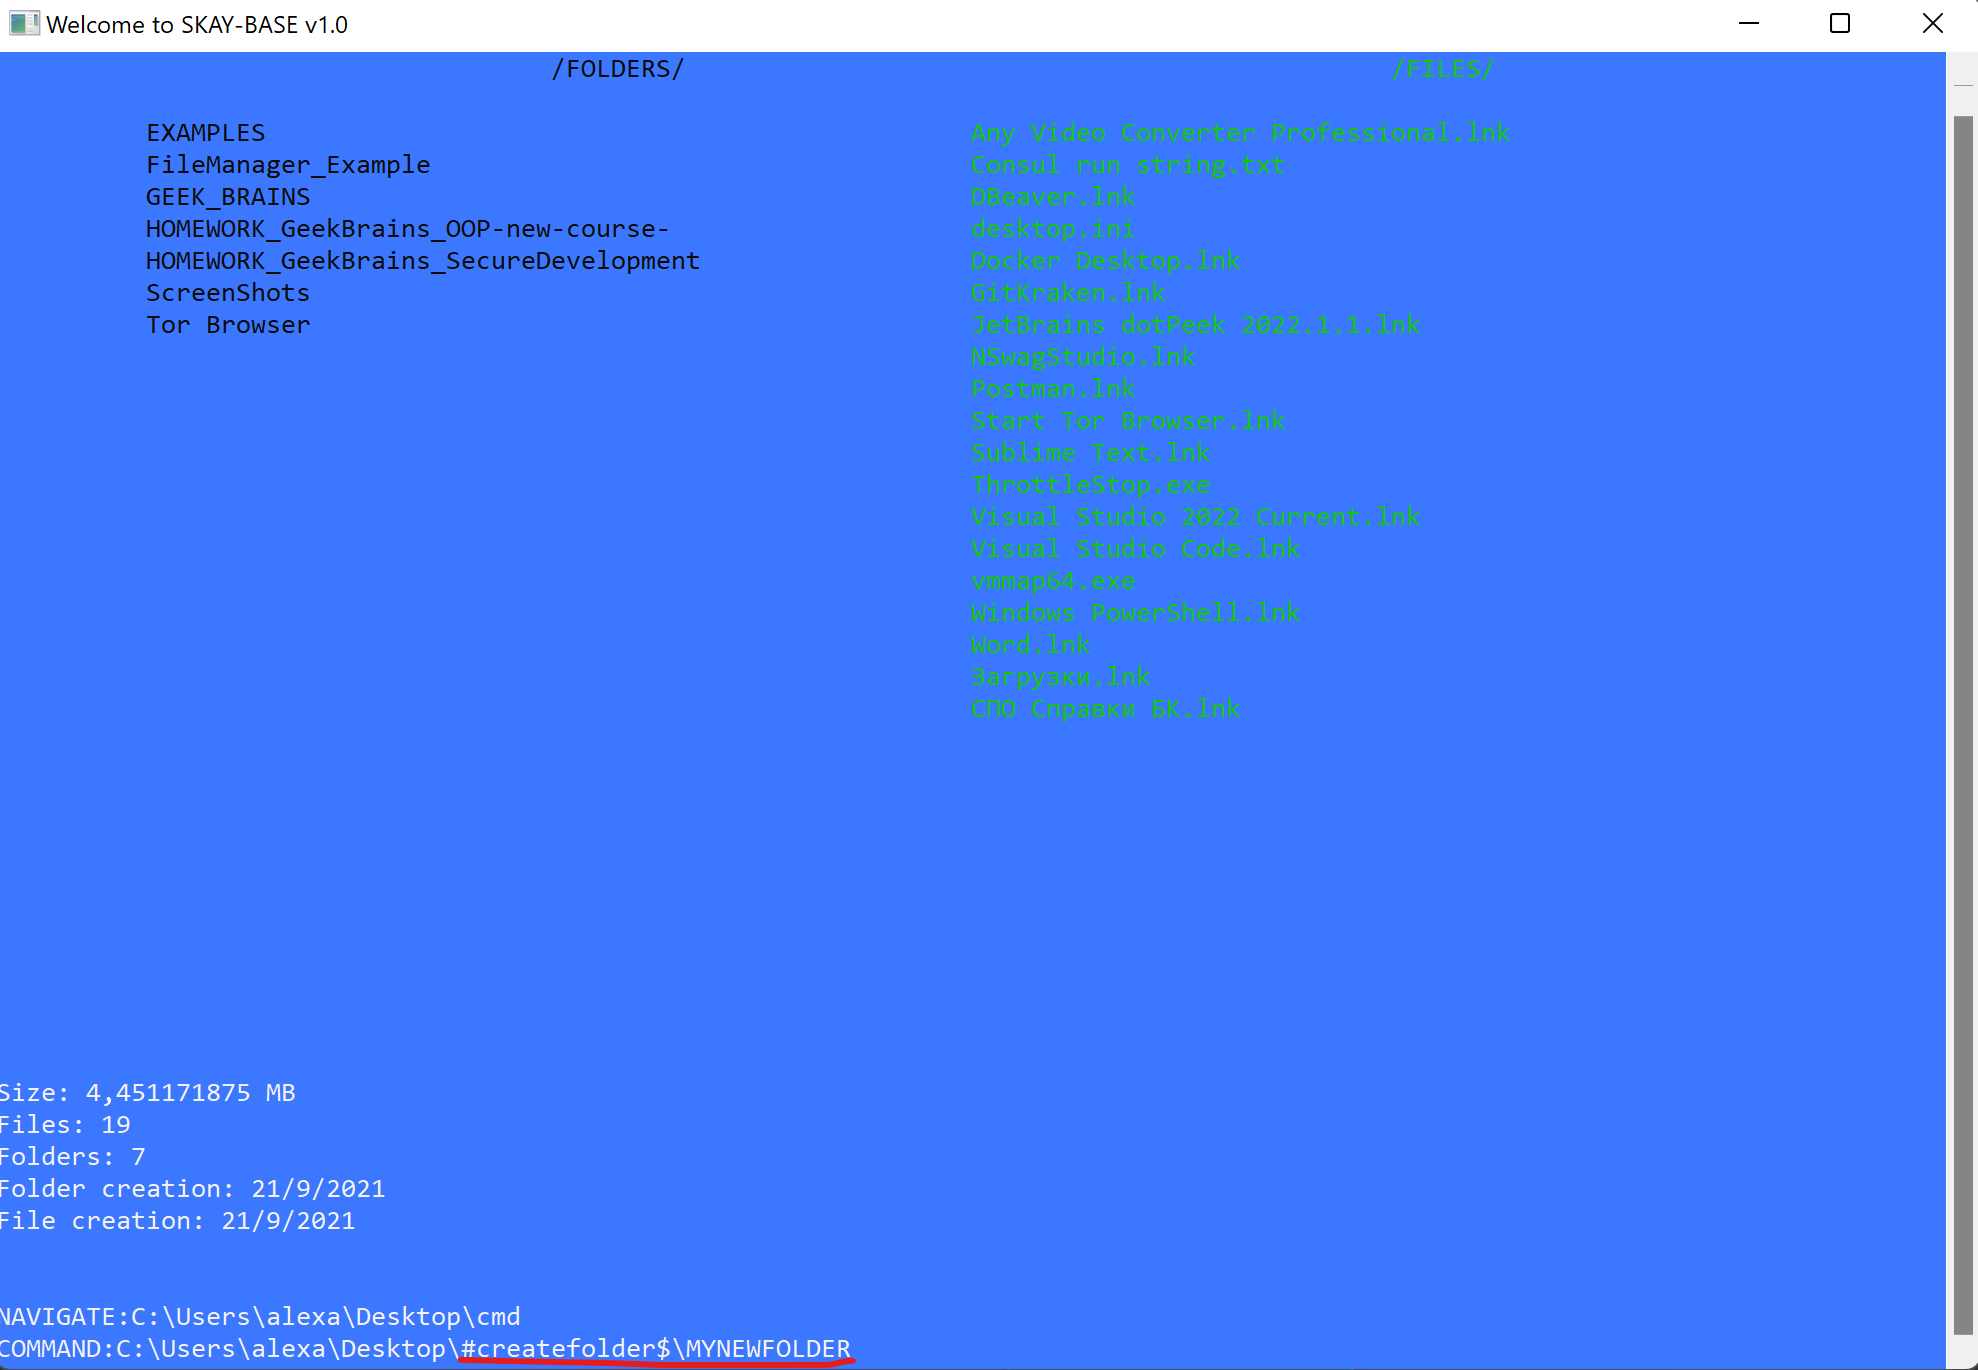 Welcome to SKAY-BASE v1.0
/FOLDERS/
EXAMPLES
FileManager_Example
GEEK_BRAINS
HOMEWORK_GeekBrains_OOP-new-course-
HOMEWORK_GeekBrains_SecureDevelopment
ScreenShots
Tor Browser
/FILES/
Any Video Converter Professional.lnk
Consul run string.txt
DBeaver.lnk
desktop.ini
Docker Desktop.lnk
GitKraken.lnk
JetBrains dotPeek 2022.1.1.lnk
NSwagStudio.lnk
Postman.lnk
Start Tor Browser.lnk
Sublime Text.lnk
ThrottleStop.exe
Visual Studio 2022 Current.lnk
Visual Studio Code.lnk
vmmap64.exe
Windows PowerShell.lnk
Word.lnk
Загрузки.lnk
СПО Справки БК.lnk
Size: 4,451171875 MB
Files: 19
Folders: 7
Folder creation: 21/9/2021
File creation: 21/9/2021
NAVIGATE:C:\Users\alexa\Desktop\cmd
COMMAND:C:\Users\alexa\Desktop\#createfolder$\MYNEWFOLDER